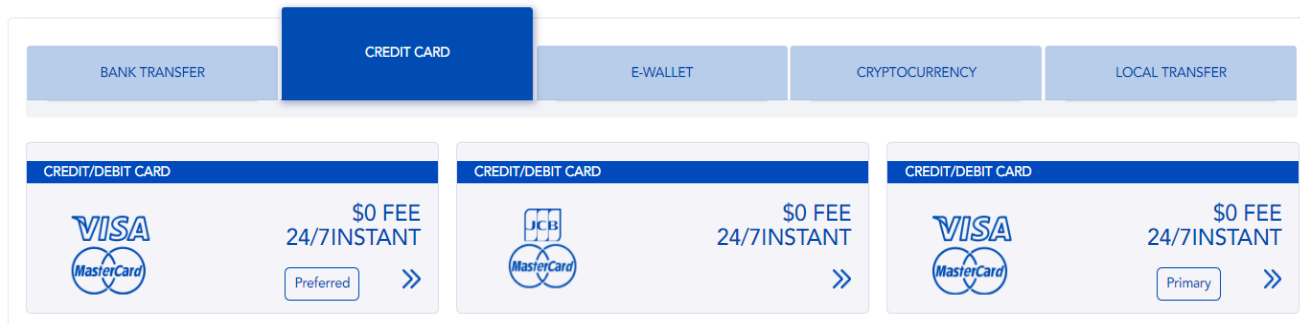 BANK TRANSFER
CREDIT CARD
E-WALLET
CRYPTOCURRENCY
LOCAL TRANSFER
CREDIT/DEBIT CARD
VISA
MasterCard
$0 FEE
24/7INSTANT
Preferred
CREDIT/DEBIT CARD
JCB
MasterCard
$0 FEE
24/7INSTANT
CREDIT/DEBIT CARD
VISA
MasterCard
$0 FEE
24/7INSTANT
Primary